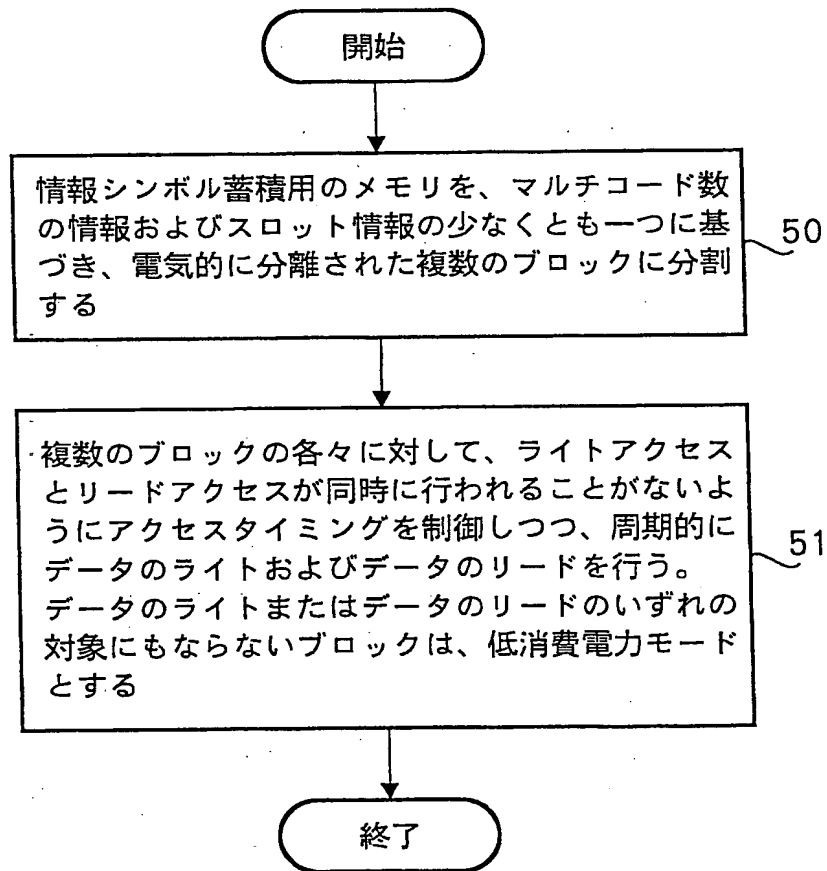 開始
情報シンボル蓄積用のメモリを、マルチコード数
の情報およびスロット情報の少なくとも一つに基
づき、電気的に分離された複数のブロックに分割
する
50
複数のブロックの各々に対して、ライトアクセス
とリードアクセスが同時に行われることがないよ
うにアクセスタイミングを制御しつつ、周期的に
データのライトおよびデータのリードを行う。
データのライトまたはデータのリードのいずれの
対象にもならないブロックは、低消費電力モード
とする
51
終了